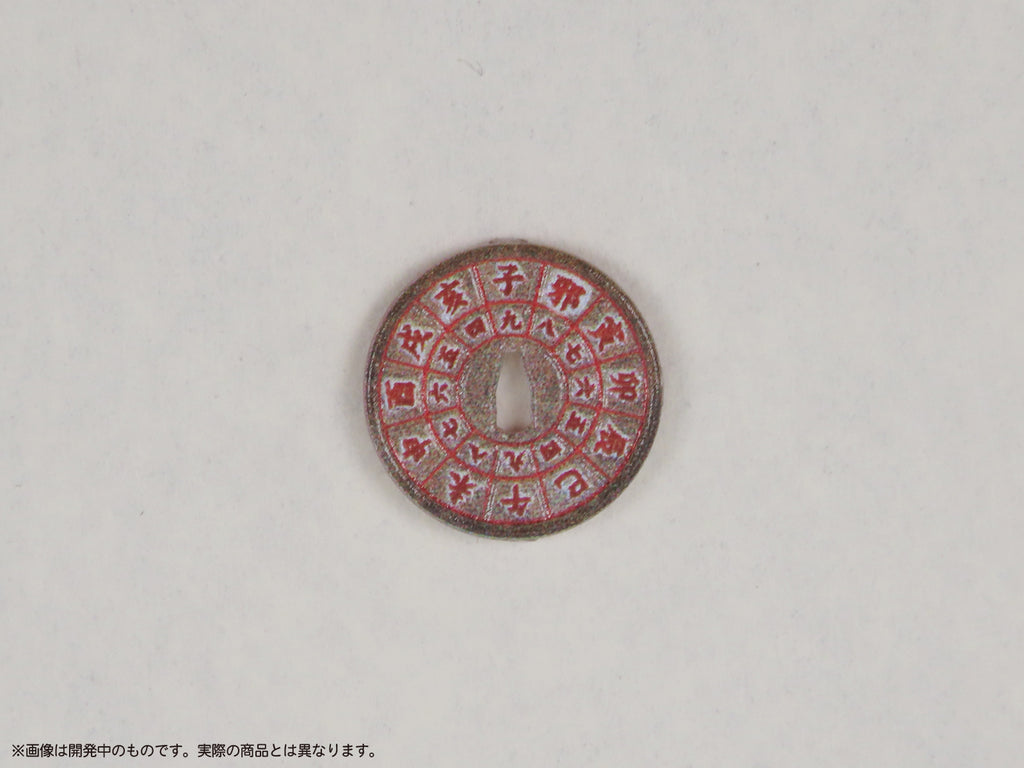 子 邪 寅 卯 辰 巳 午 未 申 酉 戌 亥
九 八 七 六 五 四 九 八 七 六 五 四
※画像は開発中のものです。実際の商品とは異なります。